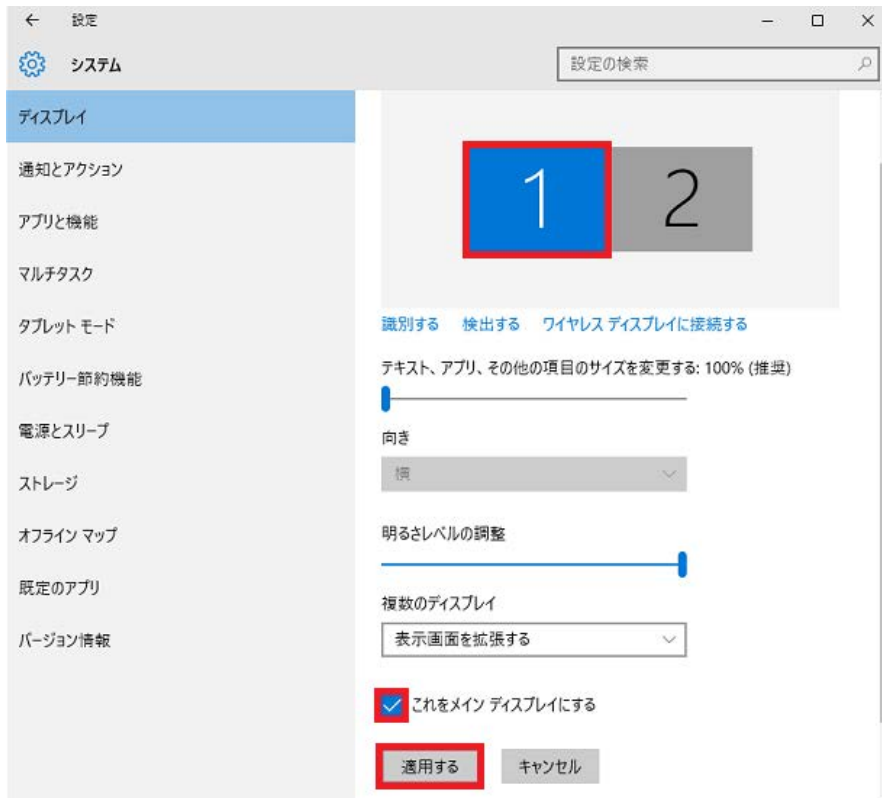 ← 設定
システム
設定の検索
ディスプレイ
通知とアクション
アプリと機能
マルチタスク
タブレット モード
バッテリー節約機能
電源とスリープ
ストレージ
オフライン マップ
既定のアプリ
バージョン情報
1 2
識別する 検出する ワイヤレス ディスプレイに接続する
テキスト、アプリ、その他の項目のサイズを変更する: 100% (推奨)
向き
横
明るさレベルの調整
複数のディスプレイ
表示画面を拡張する
これをメイン ディスプレイにする
適用する キャンセル